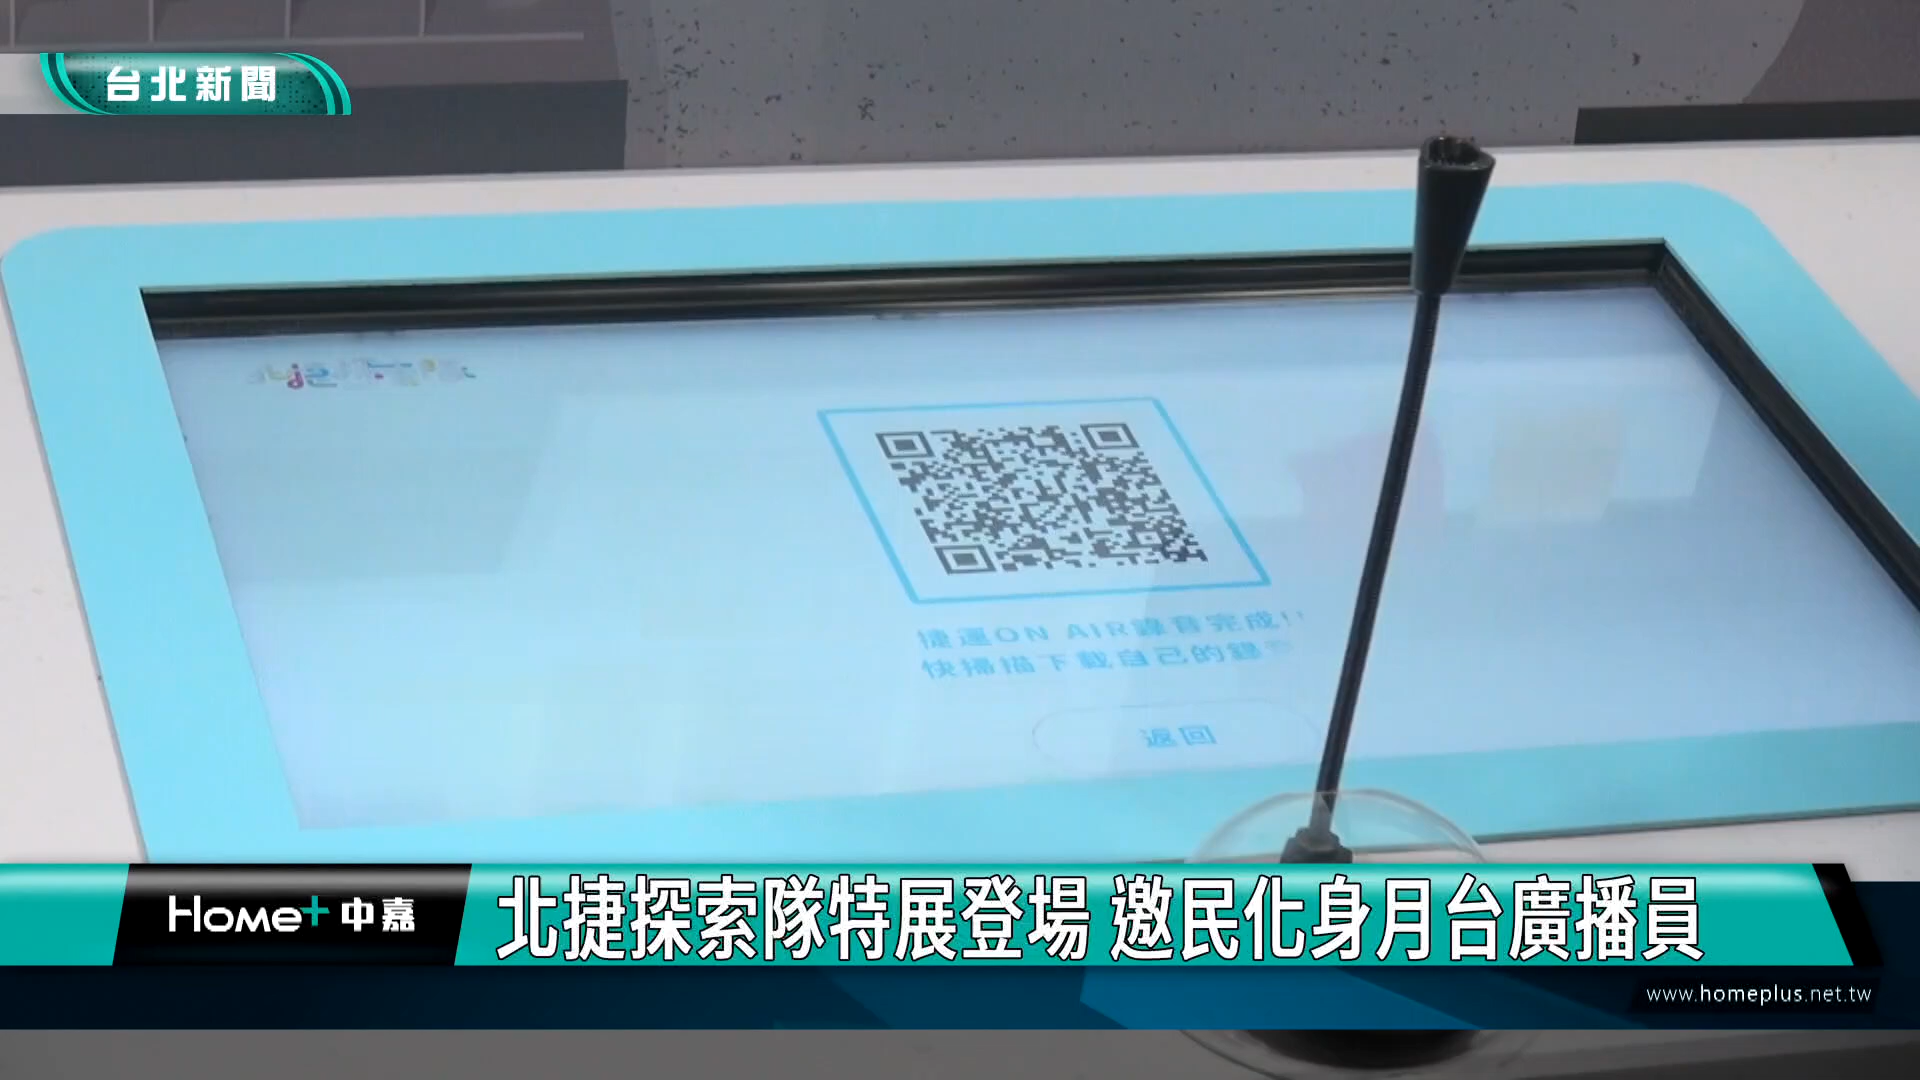 台北新聞
捷運ON AIR錄音完成!!
快掃描下載自己的錄
返回
Home+中嘉
北捷探索隊特展登場 邀民化身月台廣播員
www.homeplus.net.tw